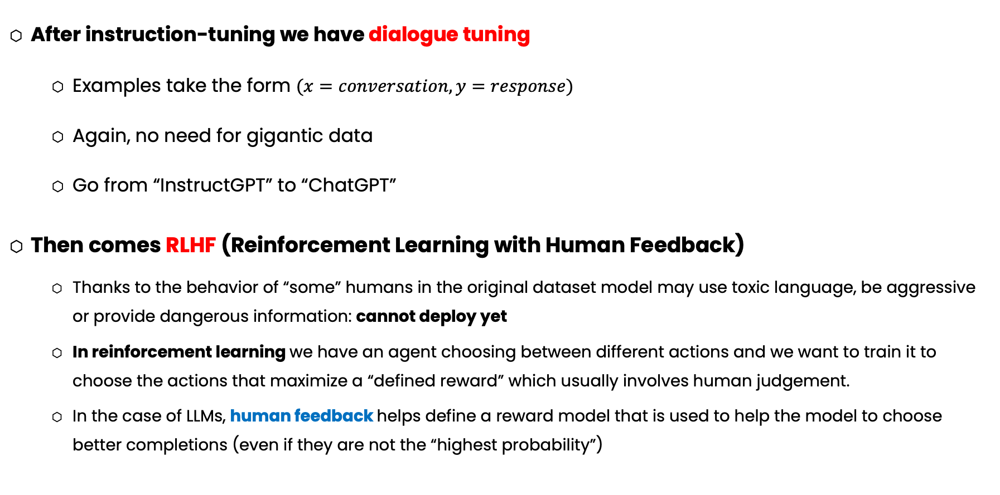 After instruction-tuning we have dialogue tuning
Examples take the form (x = conversation, y = response)
Again, no need for gigantic data
Go from “InstructGPT” to “ChatGPT”
Then comes RLHF (Reinforcement Learning with Human Feedback)
Thanks to the behavior of “some” humans in the original dataset model may use toxic language, be aggressive
or provide dangerous information: cannot deploy yet
In reinforcement learning we have an agent choosing between different actions and we want to train it to
choose the actions that maximize a “defined reward” which usually involves human judgement.
In the case of LLMs, human feedback helps define a reward model that is used to help the model to choose
better completions (even if they are not the “highest probability”)